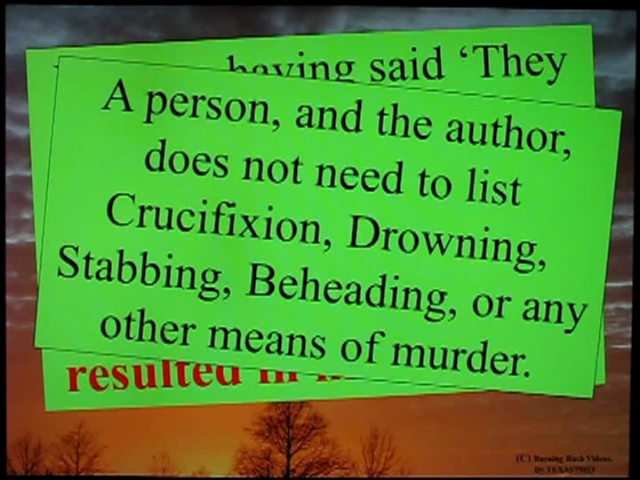 having said ‘They
A person, and the author,
does not need to list
Crucifixion, Drowning,
Stabbing, Beheading, or any
other means of murder.
resulted in
(C) Burning Bush Videos.